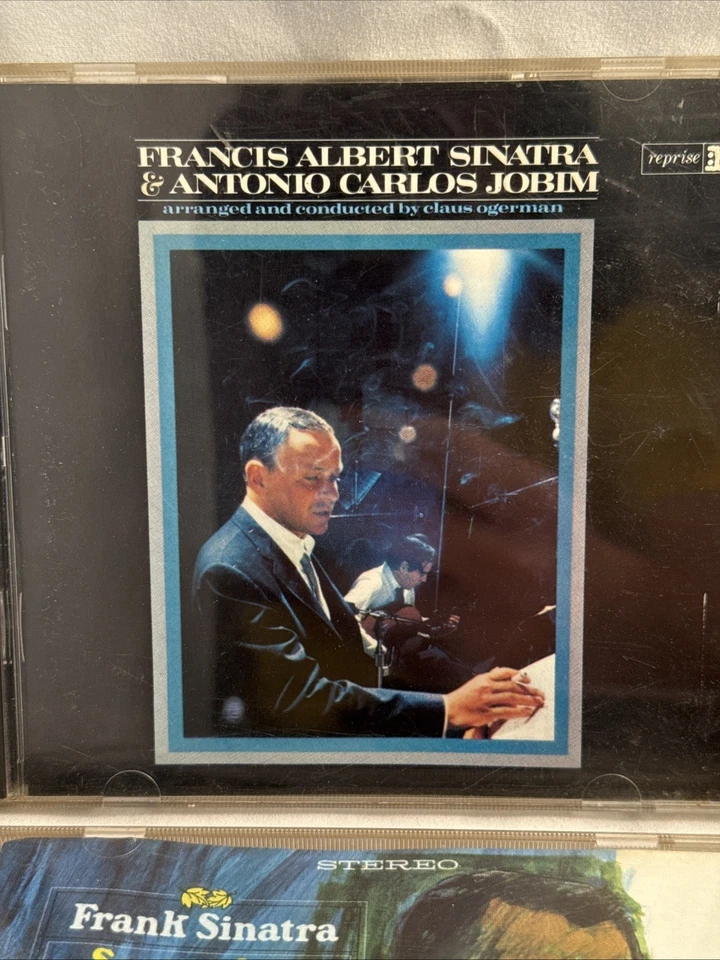 FRANCIS ALBERT SINATRA
& ANTONIO CARLOS JOBIM
arranged and conducted by claus ogerman
reprise
STEREO
Frank Sinatra